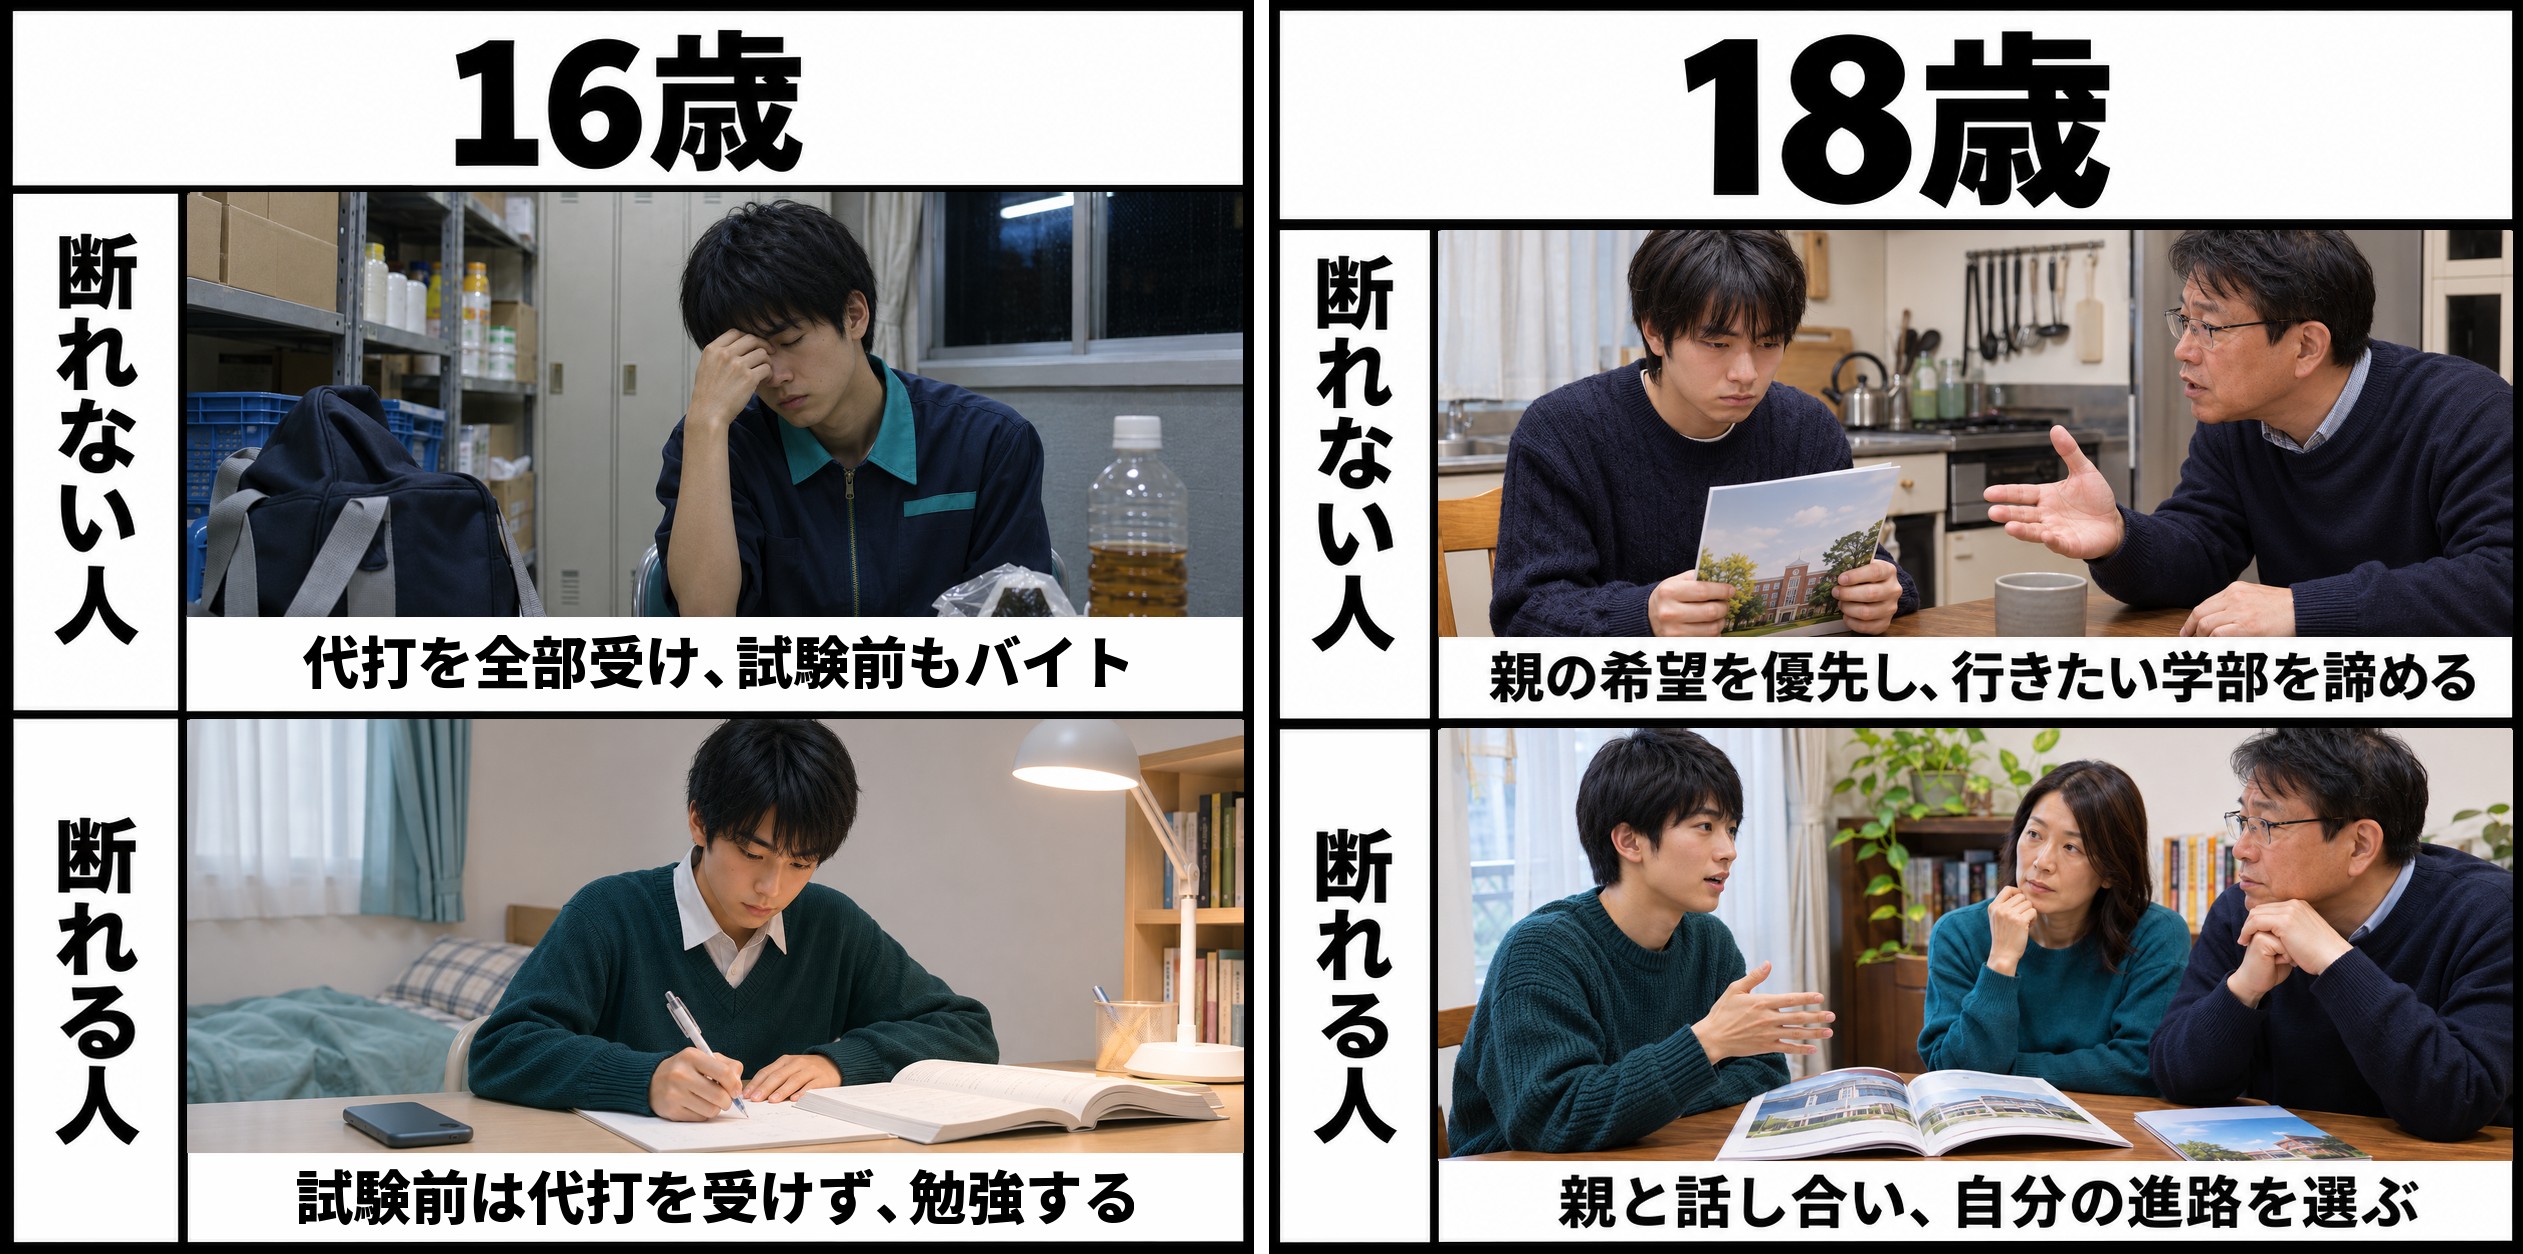 16歳
断れない人
代打を全部受け、試験前もバイト
断れる人
試験前は代打を受けず、勉強する
18歳
断れない人
親の希望を優先し、行きたい学部を諦める
断れる人
親と話し合い、自分の進路を選ぶ